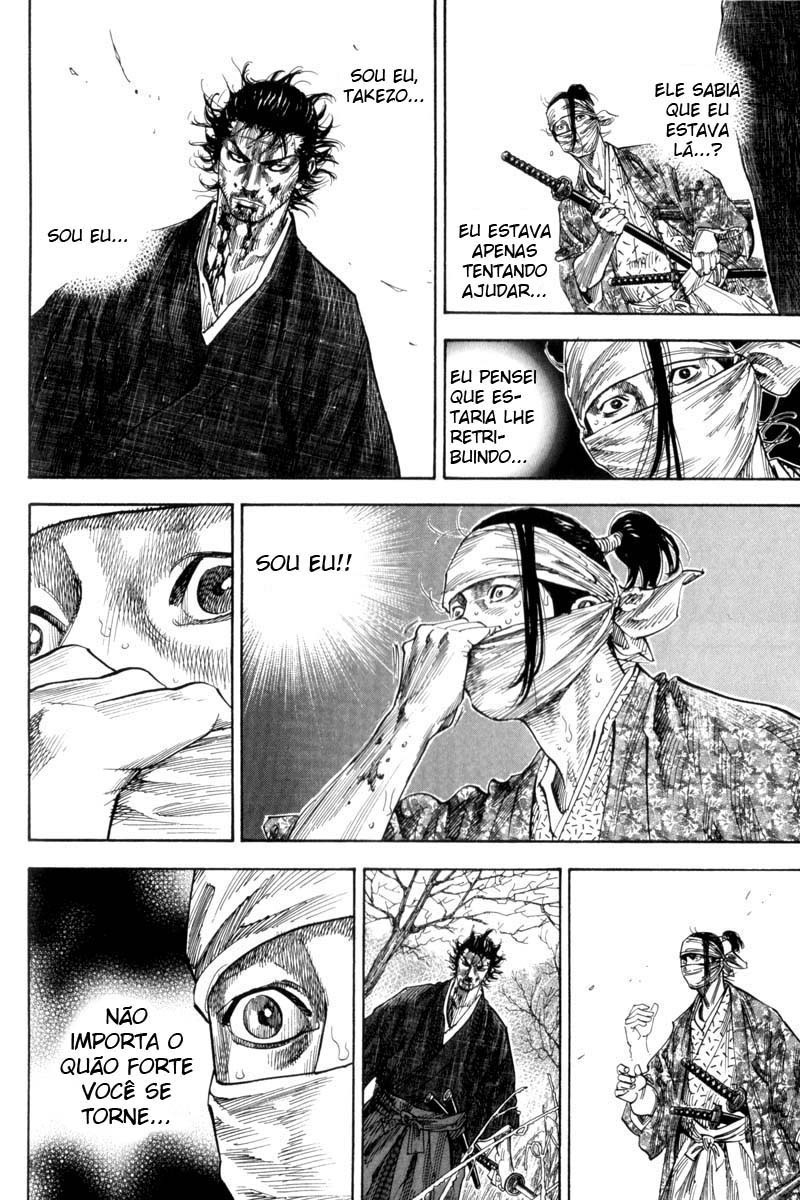 ELE SABIA
QUE EU
ESTAVA
LÁ...?
EU ESTAVA
APENAS
TENTANDO
AJUDAR...
SOU EU,
TAKEZO...
SOU EU...
EU PENSEI
QUE ES-
TARIA LHE
RETRI-
BUINDO...
SOU EU!!
NÃO
IMPORTA O
QUÃO FORTE
VOCÊ SE
TORNE...